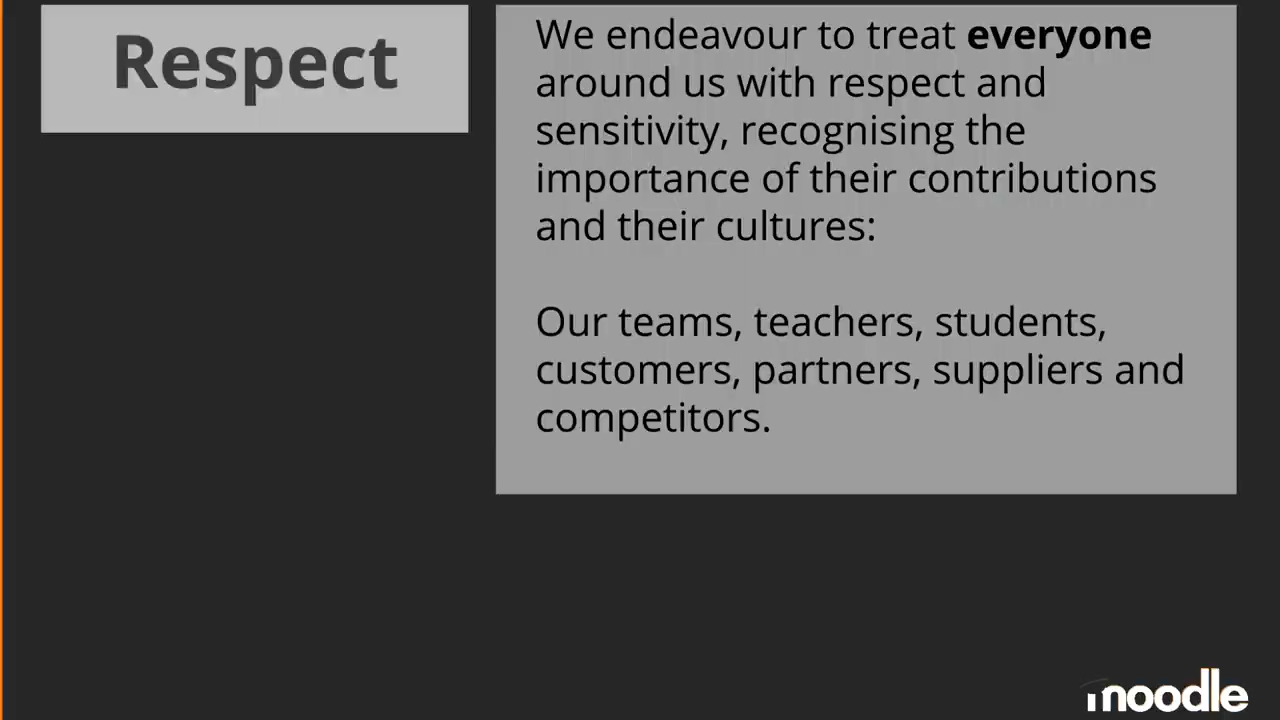 Respect
We endeavour to treat everyone
around us with respect and
sensitivity, recognising the
importance of their contributions
and their cultures:
Our teams, teachers, students,
customers, partners, suppliers and
competitors.
moodle